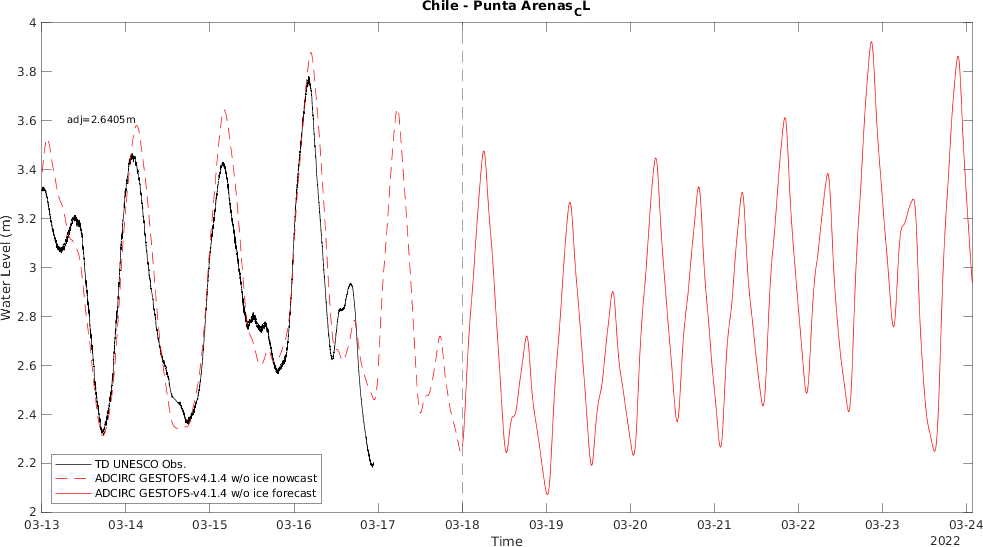 Chile - Punta Arenas_CL
4
3.8
3.6
3.4
3.2
3
2.8
2.6
2.4
2.2
2
Water Level (m)
adj=2.6405m
TD UNESCO Obs.
ADCIRC GESTOFS-v4.1.4 w/o ice nowcast
ADCIRC GESTOFS-v4.1.4 w/o ice forecast
03-13 03-14 03-15 03-16 03-17 03-18 03-19 03-20 03-21 03-22 03-23 03-24
Time
2022